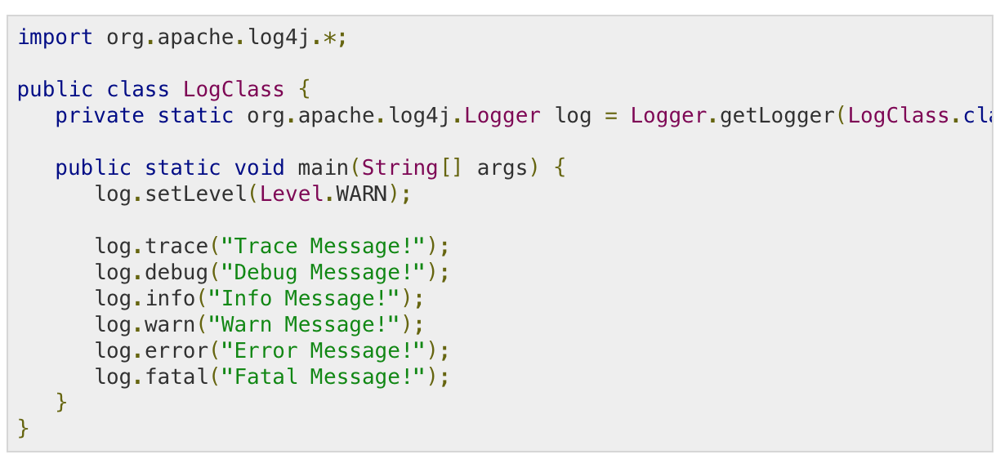 import org.apache.log4j.*;
public class LogClass {
private static org.apache.log4j.Logger log = Logger.getLogger(LogClass.cla
public static void main(String[] args) {
log.setLevel(Level.WARN);
log.trace("Trace Message!");
log.debug("Debug Message!");
log.info("Info Message!");
log.warn("Warn Message!");
log.error("Error Message!");
log.fatal("Fatal Message!");
}
}